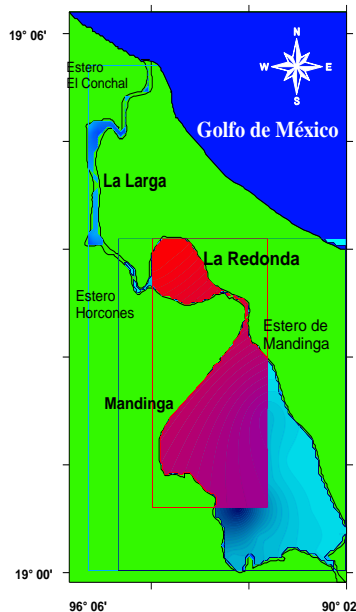 19° 06'
Estero
El Conchal
N
W E
S
Golfo de México
La Larga
La Redonda
Estero
Horcones
Estero de
Mandinga
Mandinga
19° 00'
96° 06' 90° 02